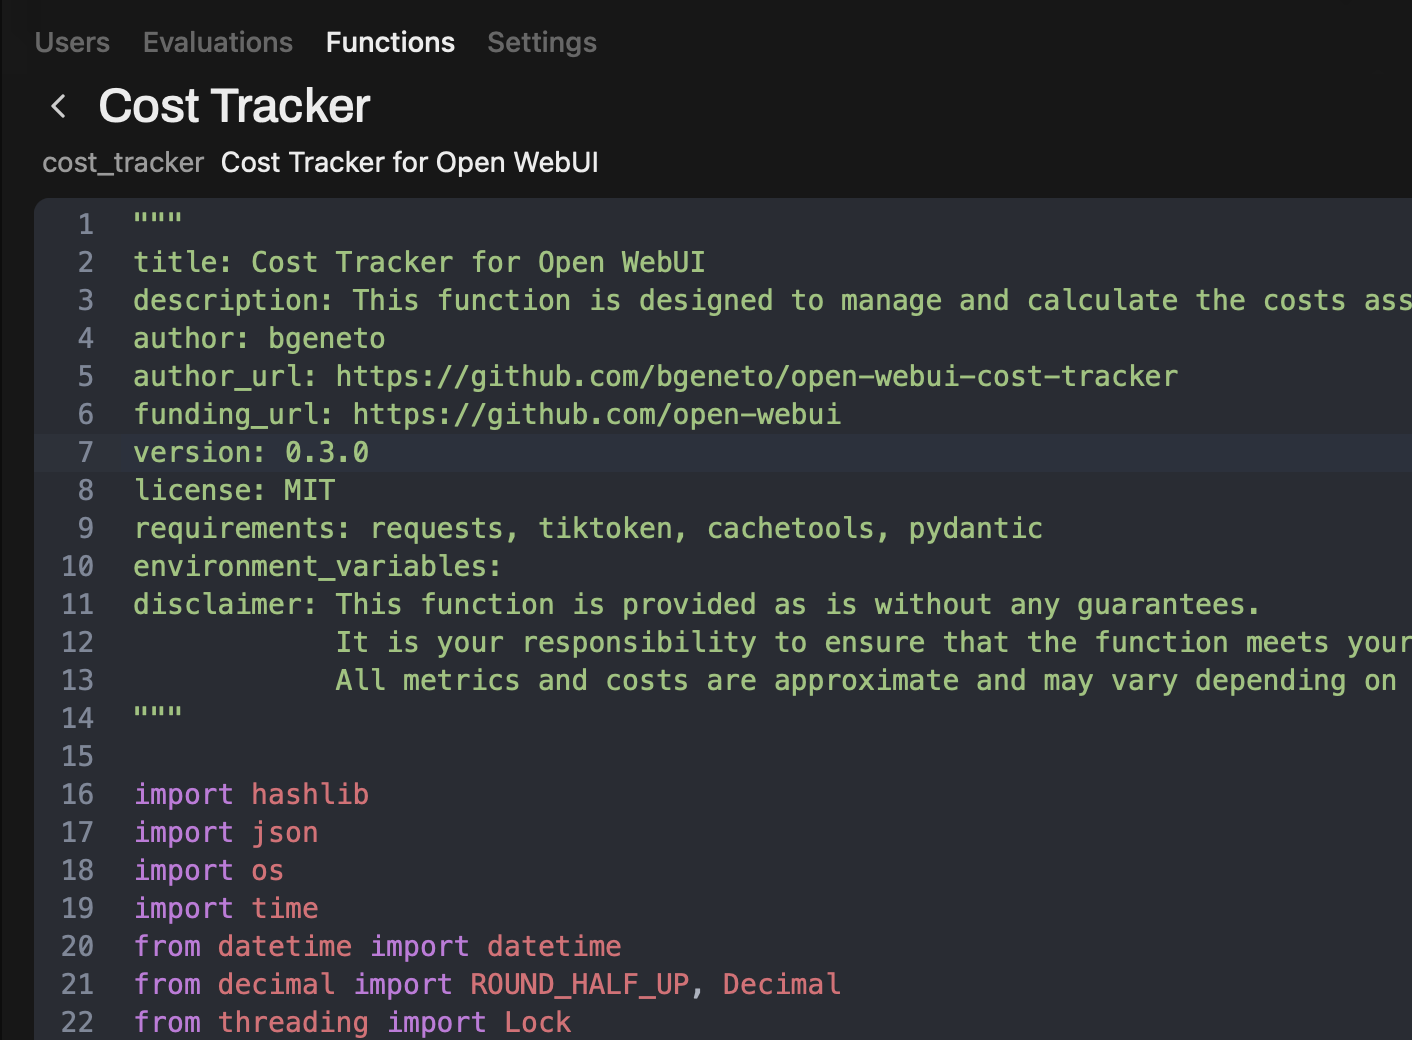 Users Evaluations Functions Settings
Cost Tracker
cost_tracker Cost Tracker for Open WebUI
1 """
2 title: Cost Tracker for Open WebUI
3 description: This function is designed to manage and calculate the costs ass
4 author: bgeneto
5 author_url: https://github.com/bgeneto/open-webui-cost-tracker
6 funding_url: https://github.com/open-webui
7 version: 0.3.0
8 license: MIT
9 requirements: requests, tiktoken, cachetools, pydantic
10 environment_variables:
11 disclaimer: This function is provided as is without any guarantees.
12 It is your responsibility to ensure that the function meets your
13 All metrics and costs are approximate and may vary depending on
14 """
15
16 import hashlib
17 import json
18 import os
19 import time
20 from datetime import datetime
21 from decimal import ROUND_HALF_UP, Decimal
22 from threading import Lock